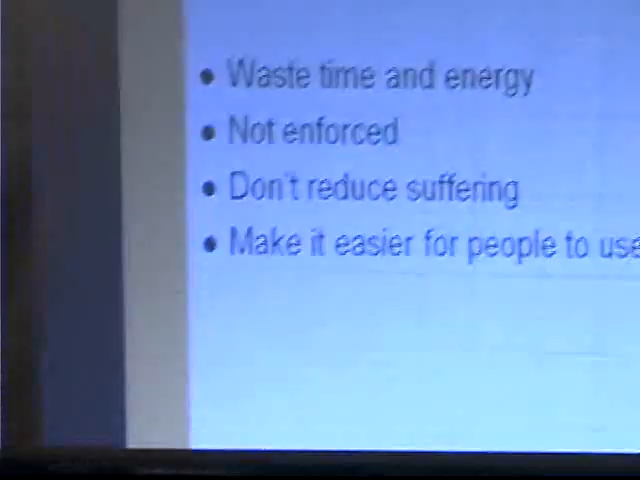 • Waste time and energy
• Not enforced
• Don't reduce suffering
• Make it easier for people to use